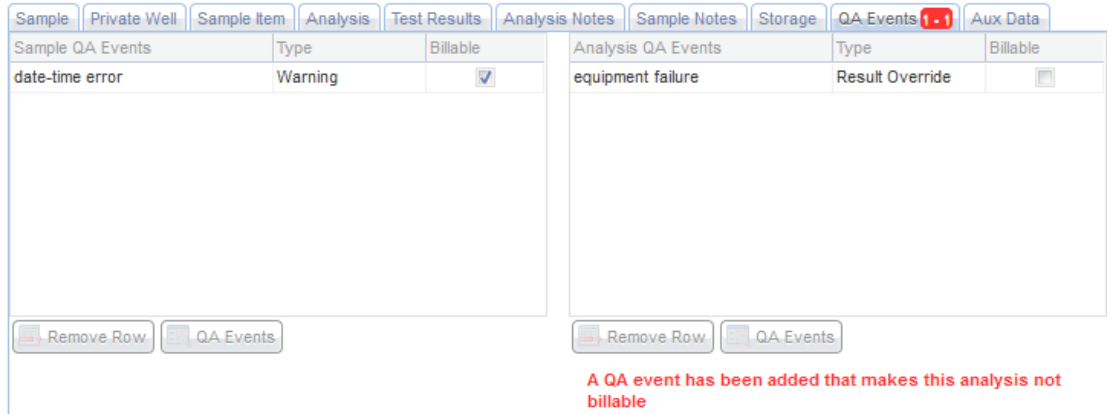 Sample Private Well Sample Item Analysis Test Results Analysis Notes Sample Notes Storage QA Events 1 - 1 Aux Data
Sample QA Events Type Billable Analysis QA Events Type Billable
date-time error Warning equipment failure Result Override
Remove Row QA Events Remove Row QA Events
A QA event has been added that makes this analysis not
billable